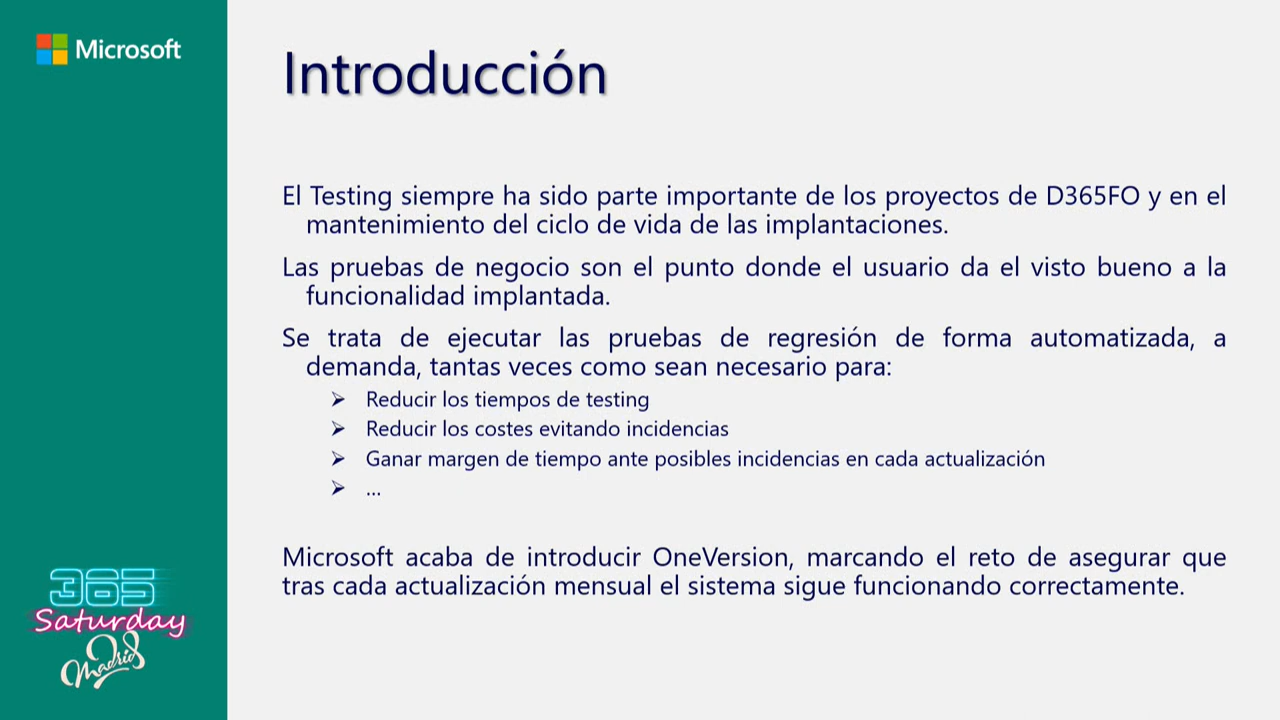 Microsoft
Introducción
El Testing siempre ha sido parte importante de los proyectos de D365FO y en el
mantenimiento del ciclo de vida de las implantaciones.
Las pruebas de negocio son el punto donde el usuario da el visto bueno a la
funcionalidad implantada.
Se trata de ejecutar las pruebas de regresión de forma automatizada, a
demanda, tantas veces como sean necesario para:
➢ Reducir los tiempos de testing
➢ Reducir los costes evitando incidencias
➢ Ganar margen de tiempo ante posibles incidencias en cada actualización
➢ ...
Microsoft acaba de introducir OneVersion, marcando el reto de asegurar que
tras cada actualización mensual el sistema sigue funcionando correctamente.
365
Saturday
Madrid